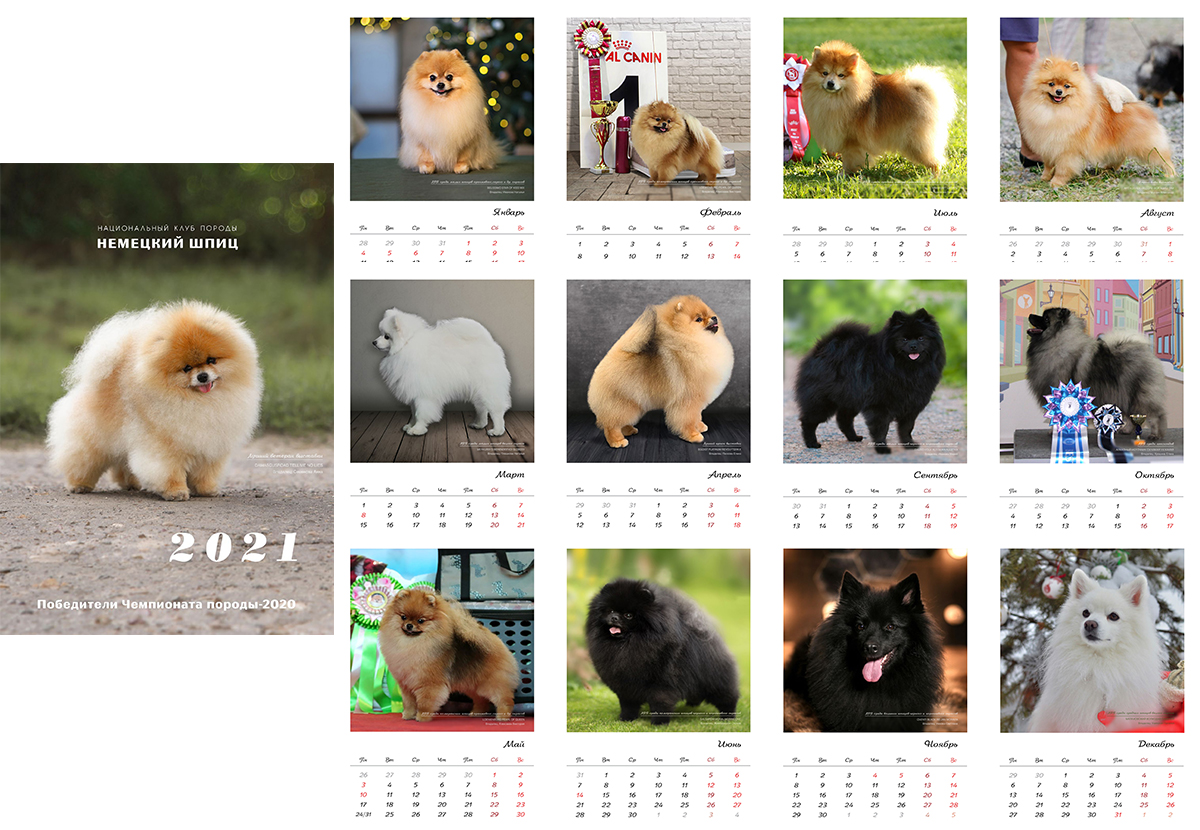 НАЦИОНАЛЬНЫЙ КЛУБ ПОРОДЫ
НЕМЕЦКИЙ ШПИЦ
Лучший ветеран Выставки
2021
Победители Чемпионата породы-2020
Январь
Пн Вт Ср Чт Пт Сб Вс
28 29 30 31 1 2 3
4 5 6 7 8 9 10
AL CANIN
1
Февраль
Пн Вт Ср Чт Пт Сб Вс
1 2 3 4 5 6 7
8 9 10 11 12 13 14
Июль
Пн Вт Ср Чт Пт Сб Вс
28 29 30 1 2 3 4
5 6 7 8 9 10 11
Август
Пн Вт Ср Чт Пт Сб Вс
26 27 28 29 30 31 1
2 3 4 5 6 7 8
Март
Пн Вт Ср Чт Пт Сб Вс
1 2 3 4 5 6 7
8 9 10 11 12 13 14
15 16 17 18 19 20 21
Апрель
Пн Вт Ср Чт Пт Сб Вс
29 30 31 1 2 3 4
5 6 7 8 9 10 11
12 13 14 15 16 17 18
Сентябрь
Пн Вт Ср Чт Пт Сб Вс
30 31 1 2 3 4 5
6 7 8 9 10 11 12
13 14 15 16 17 18 19
Октябрь
Пн Вт Ср Чт Пт Сб Вс
27 28 29 30 1 2 3
4 5 6 7 8 9 10
11 12 13 14 15 16 17
Май
Пн Вт Ср Чт Пт Сб Вс
26 27 28 29 30 1 2
3 4 5 6 7 8 9
10 11 12 13 14 15 16
17 18 19 20 21 22 23
24/31 25 26 27 28 29 30
Июнь
Пн Вт Ср Чт Пт Сб Вс
31 1 2 3 4 5 6
7 8 9 10 11 12 13
14 15 16 17 18 19 20
21 22 23 24 25 26 27
28 29 30 1 2 3 4
Ноябрь
Пн Вт Ср Чт Пт Сб Вс
1 2 3 4 5 6 7
8 9 10 11 12 13 14
15 16 17 18 19 20 21
22 23 24 25 26 27 28
29 30 1 2 3 4 5
Декабрь
Пн Вт Ср Чт Пт Сб Вс
29 30 1 2 3 4 5
6 7 8 9 10 11 12
13 14 15 16 17 18 19
20 21 22 23 24 25 26
27 28 29 30 31 1 2